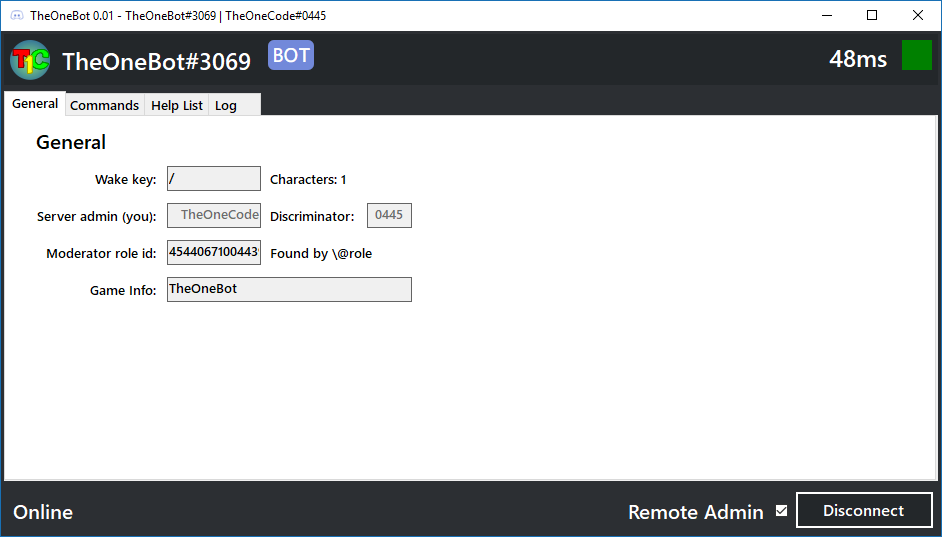 TheOneBot 0.01 - TheOneBot#3069 | TheOneCode#0445
T1C TheOneBot#3069 BOT 48ms
General Commands Help List Log
General
Wake key: / Characters: 1
Server admin (you): TheOneCode Discriminator: 0445
Moderator role id: 4544067100443 Found by \@role
Game Info: TheOneBot
Online Remote Admin Disconnect